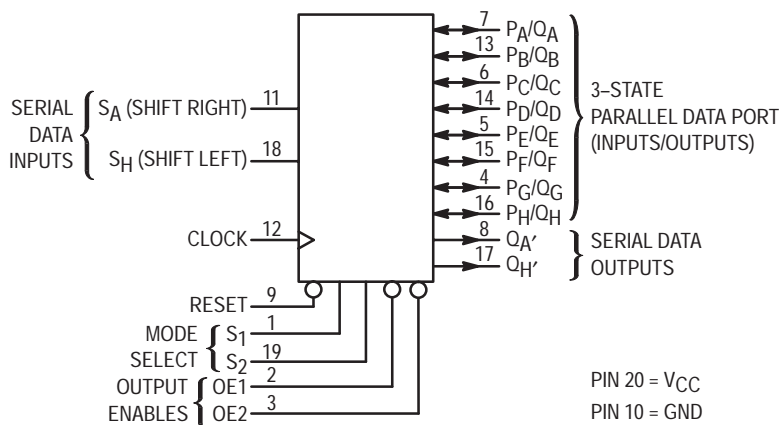 7 PA/QA
13 PB/QB
6 PC/QC
14 PD/QD
5 PE/QE
15 PF/QF
4 PG/QG
16 PH/QH
3–STATE
PARALLEL DATA PORT
(INPUTS/OUTPUTS)
SERIAL
DATA
INPUTS
SA (SHIFT RIGHT) 11
SH (SHIFT LEFT) 18
CLOCK 12
8 QA′
17 QH′
SERIAL DATA
OUTPUTS
RESET 9
MODE
SELECT
S1 1
S2 19
OUTPUT
ENABLES
OE1 2
OE2 3
PIN 20 = VCC
PIN 10 = GND